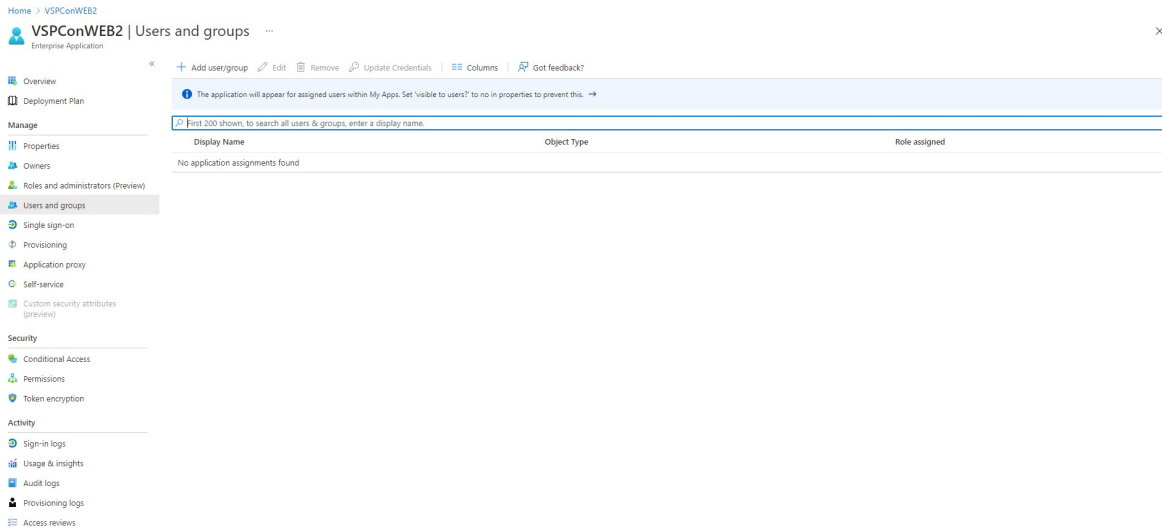 Home > VSPConWEB2
VSPConWEB2 | Users and groups ...
Enterprise Application
«
Overview
Deployment Plan
Manage
Properties
Owners
Roles and administrators (Preview)
Users and groups
Single sign-on
Provisioning
Application proxy
Self-service
Custom security attributes
(preview)
Security
Conditional Access
Permissions
Token encryption
Activity
Sign-in logs
Usage & insights
Audit logs
Provisioning logs
Access reviews
+ Add user/group Edit Remove Update Credentials Columns Got feedback?
The application will appear for assigned users within My Apps. Set 'visible to users?' to no in properties to prevent this. →
First 200 shown, to search all users & groups, enter a display name.
Display Name Object Type Role assigned
No application assignments found